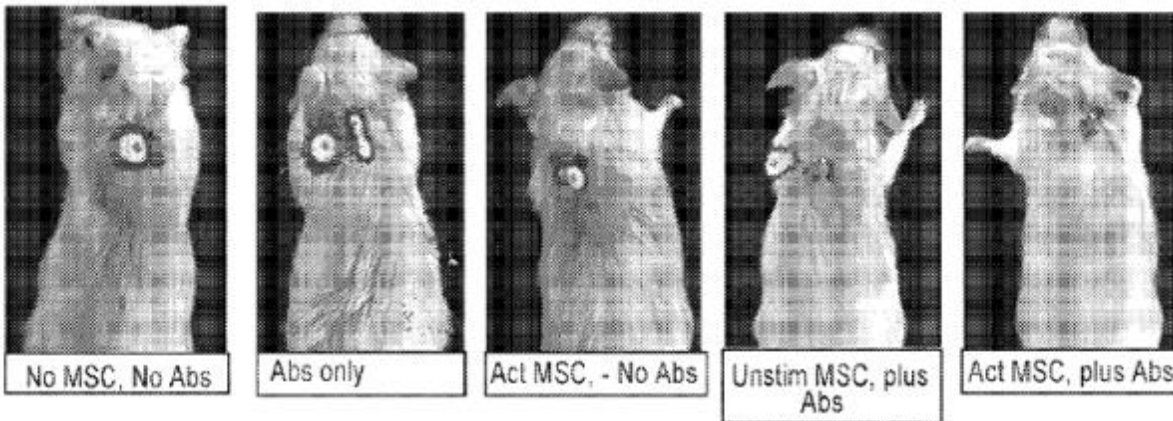 No MSC, No Abs
Abs only
Act MSC, - No Abs
Unstim MSC, plus
Abs
Act MSC, plus Abs